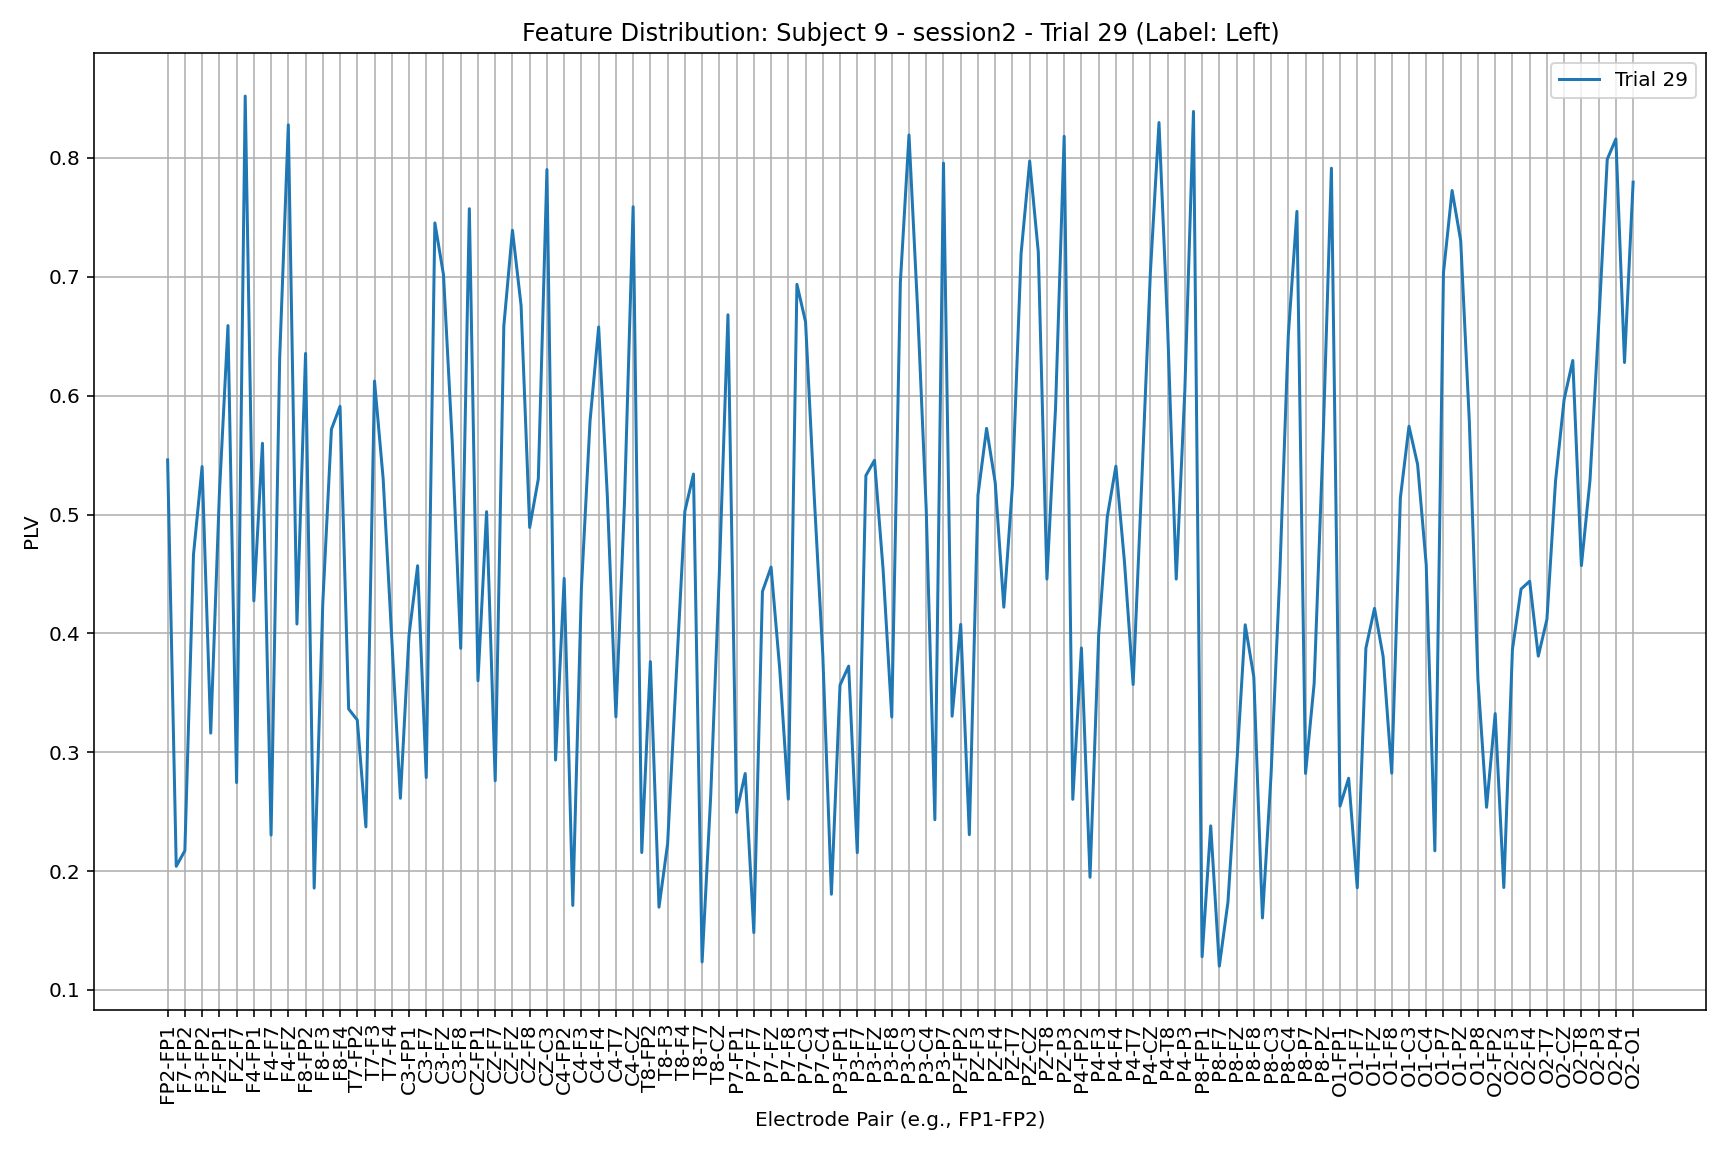 Feature Distribution: Subject 9 - session2 - Trial 29 (Label: Left)
Trial 29
PLV
0.8
0.7
0.6
0.5
0.4
0.3
0.2
0.1
FP2-FP1
F7-FP2
F3-FP2
FZ-FP1
FZ-F7
F4-FP1
F4-F7
F4-FZ
F8-FP2
F8-F3
F8-F4
T7-FP2
T7-F3
T7-F4
C3-FP1
C3-F7
C3-FZ
C3-F8
CZ-FP1
CZ-F7
CZ-FZ
CZ-F8
CZ-C3
C4-FP2
C4-F3
C4-F4
C4-T7
C4-CZ
T8-FP2
T8-F3
T8-F4
T8-T7
T8-CZ
P7-FP1
P7-F7
P7-FZ
P7-F8
P7-C3
P7-C4
P3-FP1
P3-F7
P3-FZ
P3-F8
P3-C3
P3-C4
P3-P7
PZ-FP2
PZ-F3
PZ-F4
PZ-T7
PZ-CZ
PZ-T8
PZ-P3
P4-FP2
P4-F3
P4-F4
P4-T7
P4-CZ
P4-T8
P4-P3
P8-FP1
P8-F7
P8-FZ
P8-F8
P8-C3
P8-C4
P8-P7
P8-PZ
O1-FP1
O1-F7
O1-FZ
O1-F8
O1-C3
O1-C4
O1-P7
O1-PZ
O1-P8
O2-FP2
O2-F3
O2-F4
O2-T7
O2-CZ
O2-T8
O2-P3
O2-P4
O2-O1
Electrode Pair (e.g., FP1-FP2)